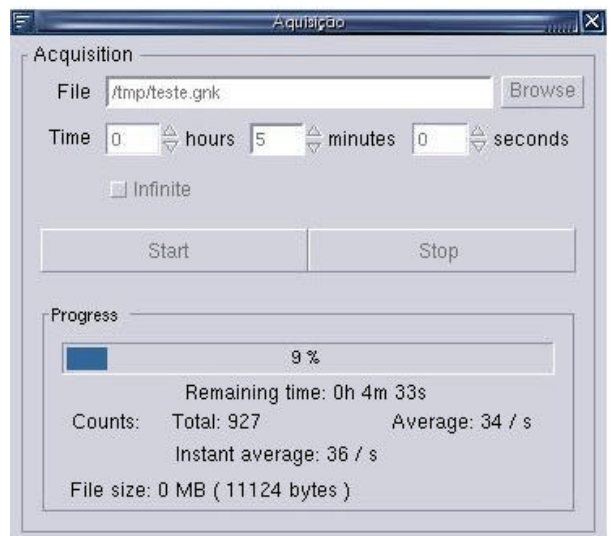 Aquisição
Acquisition
File /tmp/teste.gnk Browse
Time 0 hours 5 minutes 0 seconds
Infinite
Start Stop
Progress
9 %
Remaining time: 0h 4m 33s
Counts: Total: 927 Average: 34 / s
Instant average: 36 / s
File size: 0 MB ( 11124 bytes )